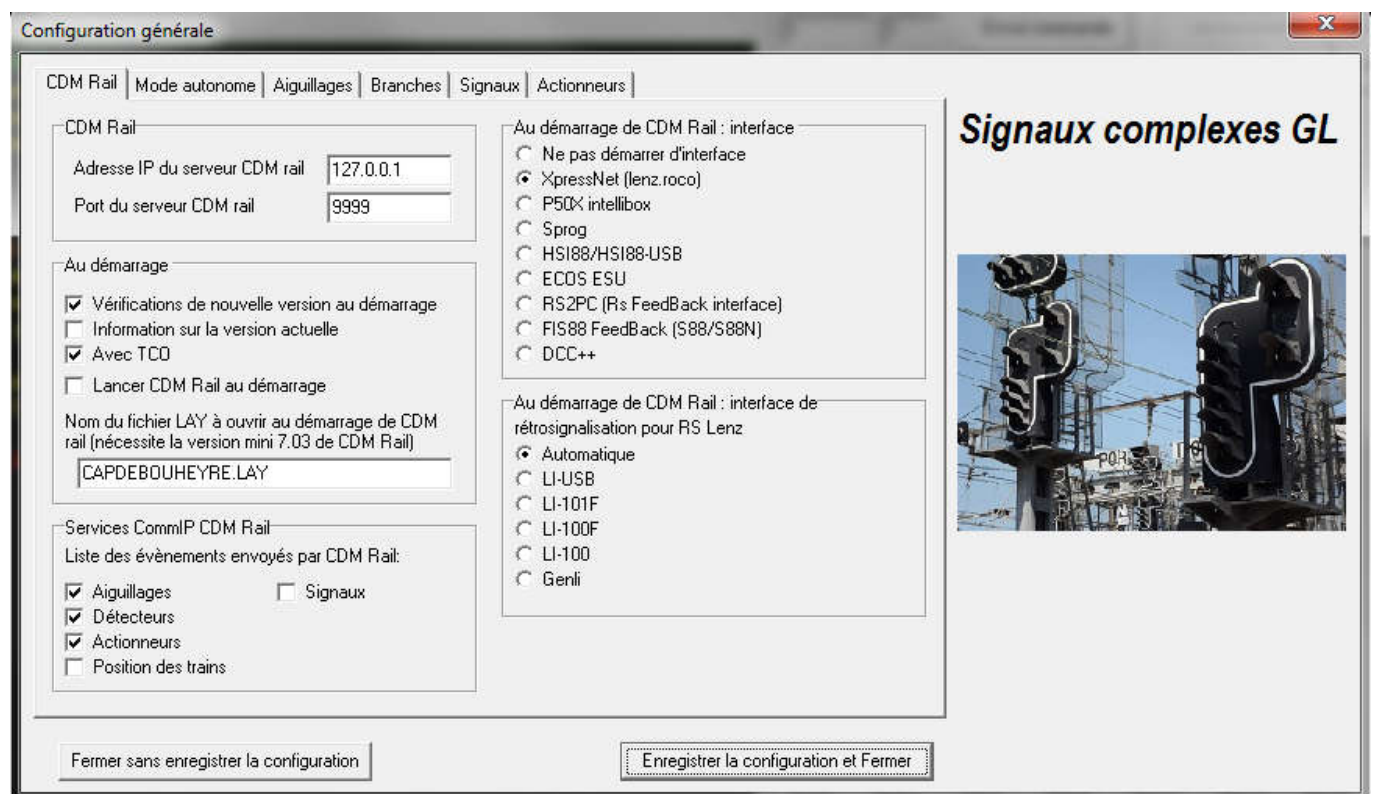 Configuration générale
CDM Rail
Mode autonome
Aiguillages
Branches
Signaux
Actionneurs
CDM Rail
Adresse IP du serveur CDM rail
127.0.0.1
Port du serveur CDM rail
9999
Au démarrage
Vérifications de nouvelle version au démarrage
Information sur la version actuelle
Avec TCO
Lancer CDM Rail au démarrage
Nom du fichier LAY à ouvrir au démarrage de CDM
rail (nécessite la version mini 7.03 de CDM Rail)
CAPDEBOUHEYRE.LAY
Services CommIP CDM Rail
Liste des évènements envoyés par CDM Rail:
Aiguillages
Signaux
Détecteurs
Actionneurs
Position des trains
Au démarrage de CDM Rail : interface
Ne pas démarrer d'interface
XpressNet (lenz.roco)
P50X intellibox
Sprog
HSI88/HSI88-USB
ECOS ESU
RS2PC (Rs FeedBack interface)
FIS88 FeedBack (S88/S88N)
DCC++
Au démarrage de CDM Rail : interface de
rétrosignalisation pour RS Lenz
Automatique
LI-USB
LI-101F
LI-100F
LI-100
Genli
Signaux complexes GL
Fermer sans enregistrer la configuration
Enregistrer la configuration et Fermer